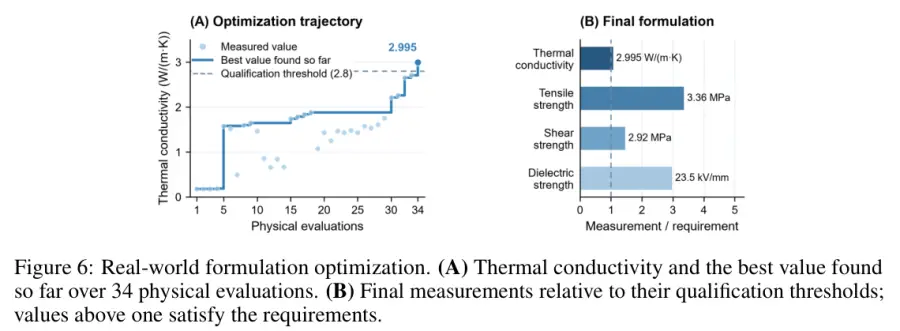 (A) Optimization trajectory
Thermal conductivity (W/(m·K))
Measured value
Best value found so far
Qualification threshold (2.8)
2.995
3
2
1
0
1 5 10 15 20 25 30 34
Physical evaluations
(B) Final formulation
Thermal
conductivity
2.995 W/(m·K)
Tensile
strength
3.36 MPa
Shear
strength
2.92 MPa
Dielectric
strength
23.5 kV/mm
0 1 2 3 4 5
Measurement / requirement
Figure 6: Real-world formulation optimization. (A) Thermal conductivity and the best value found
so far over 34 physical evaluations. (B) Final measurements relative to their qualification thresholds;
values above one satisfy the requirements.